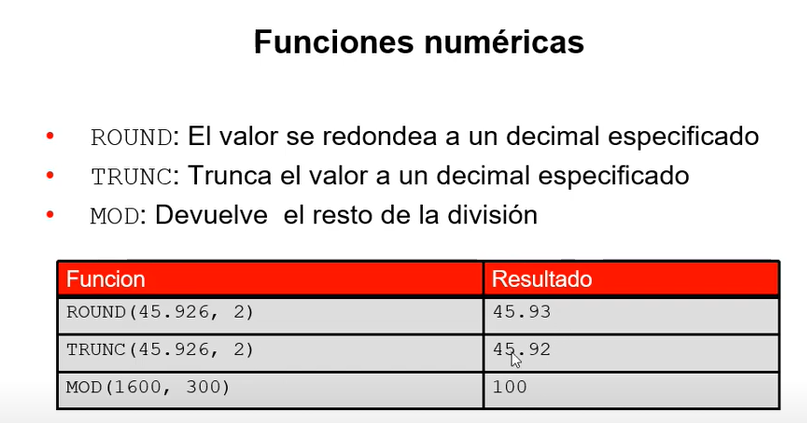 Funciones numéricas
ROUND: El valor se redondea a un decimal especificado
TRUNC: Trunca el valor a un decimal especificado
MOD: Devuelve el resto de la división
Funcion Resultado
ROUND(45.926, 2) 45.93
TRUNC(45.926, 2) 45.92
MOD(1600, 300) 100